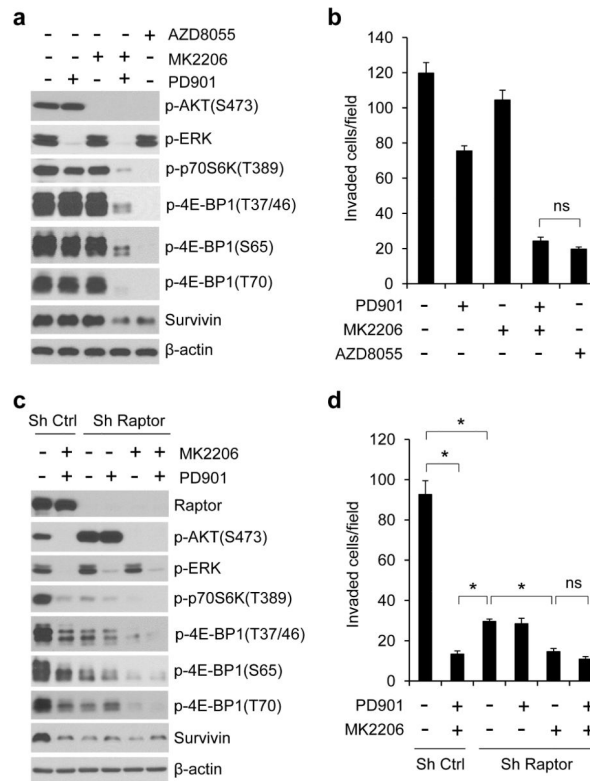 a
- - - - + AZD8055
- - + + - MK2206
- + - + - PD901
p-AKT(S473)
p-ERK
p-p70S6K(T389)
p-4E-BP1(T37/46)
p-4E-BP1(S65)
p-4E-BP1(T70)
Survivin
β-actin
b
Invaded cells/field
140
120
100
80
60
40
20
0
ns
PD901 - + - + -
MK2206 - - + + -
AZD8055 - - - - +
c
Sh Ctrl Sh Raptor
- + - - + + MK2206
- + - + - + PD901
Raptor
p-AKT(S473)
p-ERK
p-p70S6K(T389)
p-4E-BP1(T37/46)
p-4E-BP1(S65)
p-4E-BP1(T70)
Survivin
β-actin
d
Invaded cells/field
120
100
80
60
40
20
0
*
*
* * ns
PD901 - + - + - +
MK2206 - + - - + +
Sh Ctrl Sh Raptor